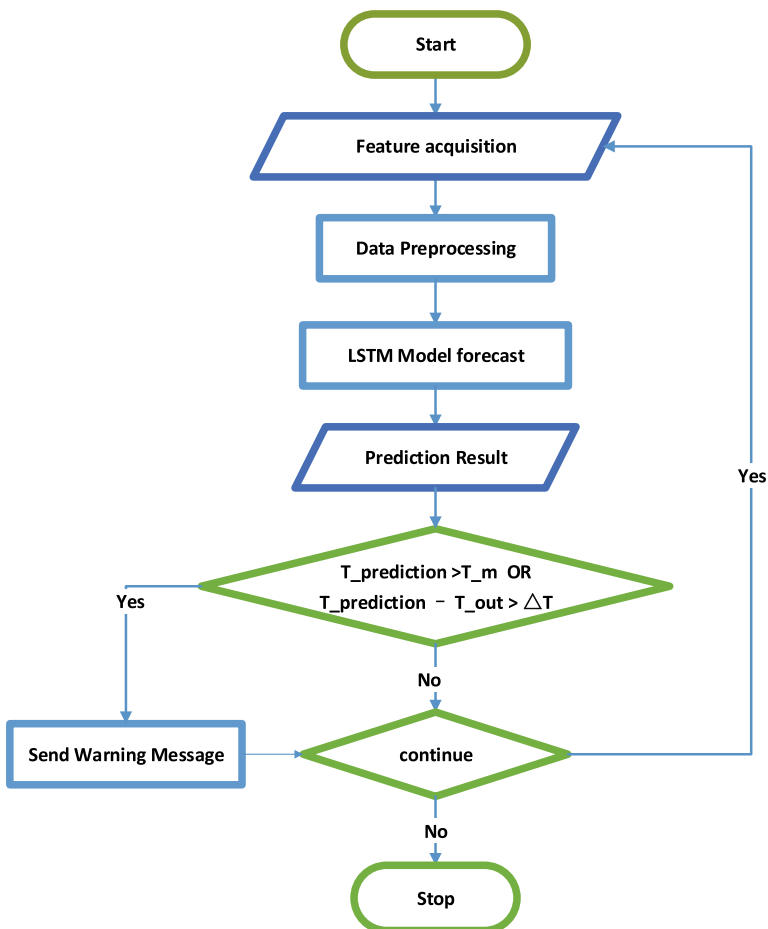 Start
Feature acquisition
Data Preprocessing
LSTM Model forecast
Prediction Result
Yes
T_prediction >T_m OR
T_prediction - T_out > △T
Yes
No
Send Warning Message
continue
No
Stop